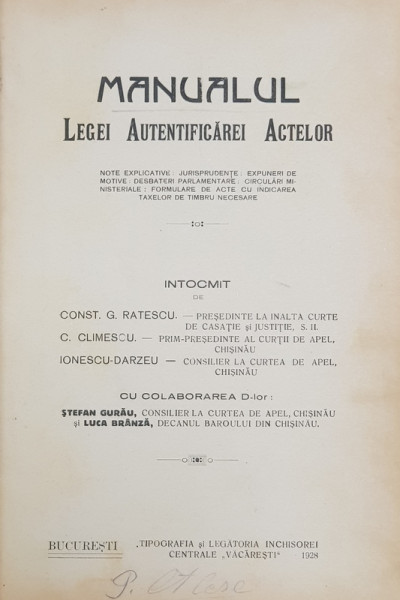 MANUALUL
LEGEI AUTENTIFICĂREI ACTELOR
NOTE EXPLICATIVE : JURISPRUDENȚE : EXPUNERI DE
MOTIVE : DESBATERI PARLAMENTARE : CIRCULĂRI MI-
NISTERIALE : FORMULARE DE ACTE CU INDICAREA
TAXELOR DE TIMBRU NECESARE
INTOCMIT
DE
CONST. G. RATESCU. — PREȘEDINTE LA INALTA CURTE
DE CASAȚIE și JUSTIȚIE, S. II.
C. CLIMESCU. — PRIM-PREȘEDINTE AL CURȚII DE APEL,
CHIȘINĂU
IONESCU-DARZEU — CONSILIER LA CURTEA DE APEL,
CHIȘINĂU
CU COLABORAREA D-lor :
ȘTEFAN GURĂU, CONSILIER LA CURTEA DE APEL, CHIȘINĂU
și LUCA BRÂNZĂ, DECANUL BAROULUI DIN CHIȘINĂU.
BUCUREȘTI „TIPOGRAFIA și LEGĂTORIA INCHISOREI
CENTRALE „VĂCĂREȘTI" 1928
P.